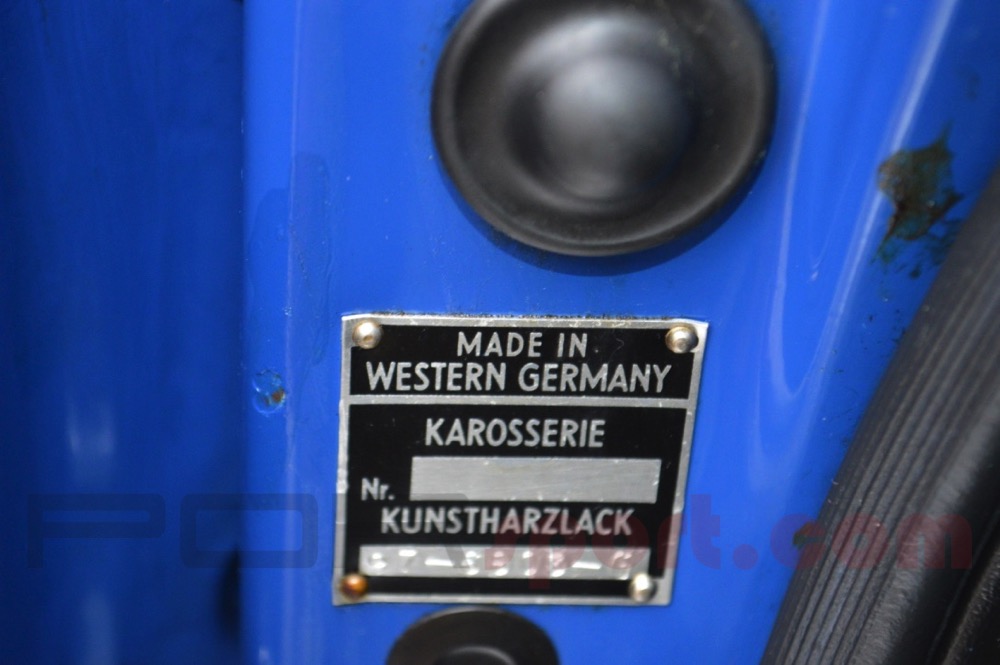 MADE IN
WESTERN GERMANY
KAROSSERIE
Nr.
KUNSTHARZLACK